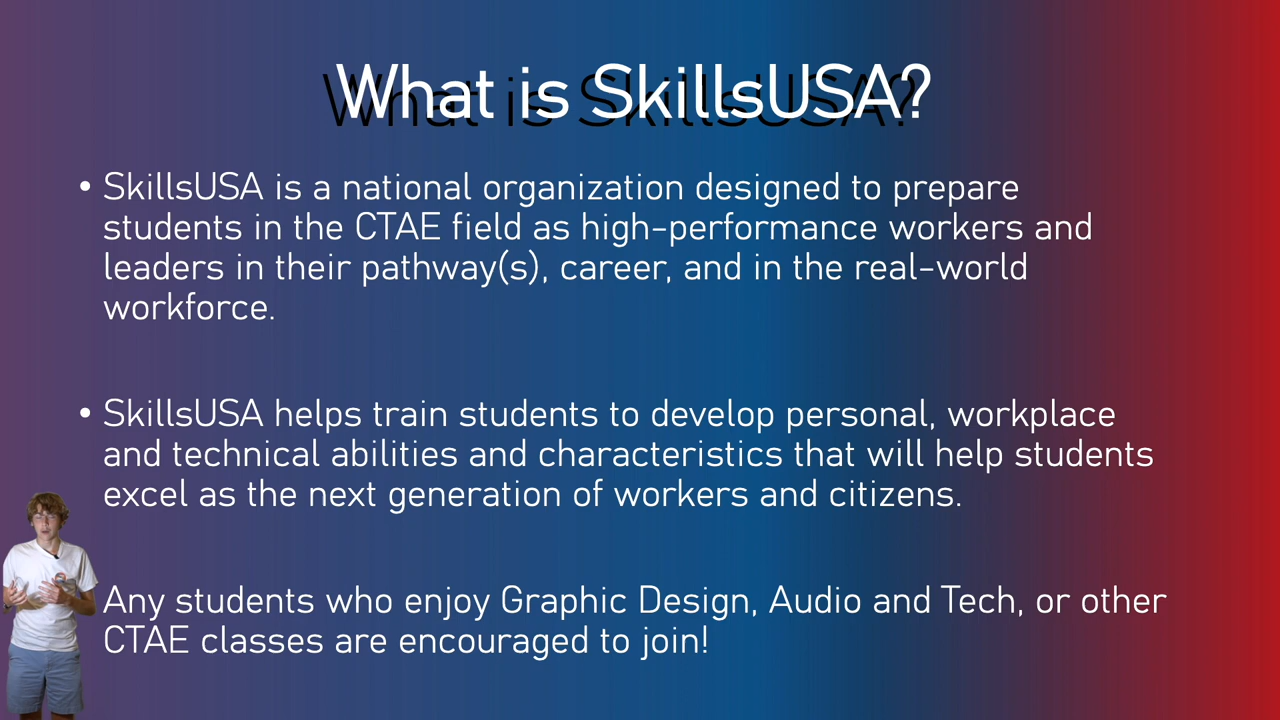 What is SkillsUSA?
• SkillsUSA is a national organization designed to prepare
students in the CTAE field as high-performance workers and
leaders in their pathway(s), career, and in the real-world
workforce.
• SkillsUSA helps train students to develop personal, workplace
and technical abilities and characteristics that will help students
excel as the next generation of workers and citizens.
Any students who enjoy Graphic Design, Audio and Tech, or other
CTAE classes are encouraged to join!